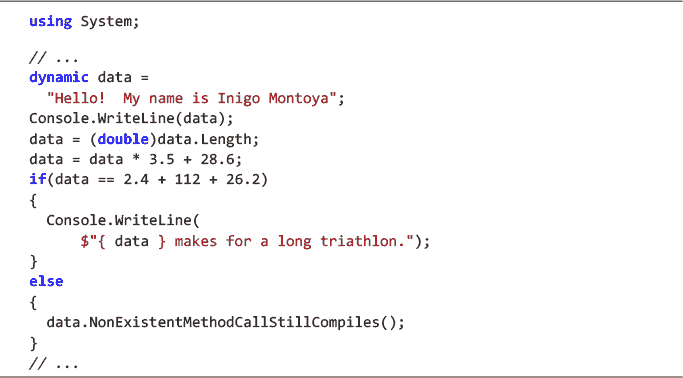 using System;
// ...
dynamic data =
  "Hello!  My name is Inigo Montoya";
Console.WriteLine(data);
data = (double)data.Length;
data = data * 3.5 + 28.6;
if(data == 2.4 + 112 + 26.2)
{
  Console.WriteLine(
      $"{ data } makes for a long triathlon.");
}
else
{
  data.NonExistentMethodCallStillCompiles();
}
// ...